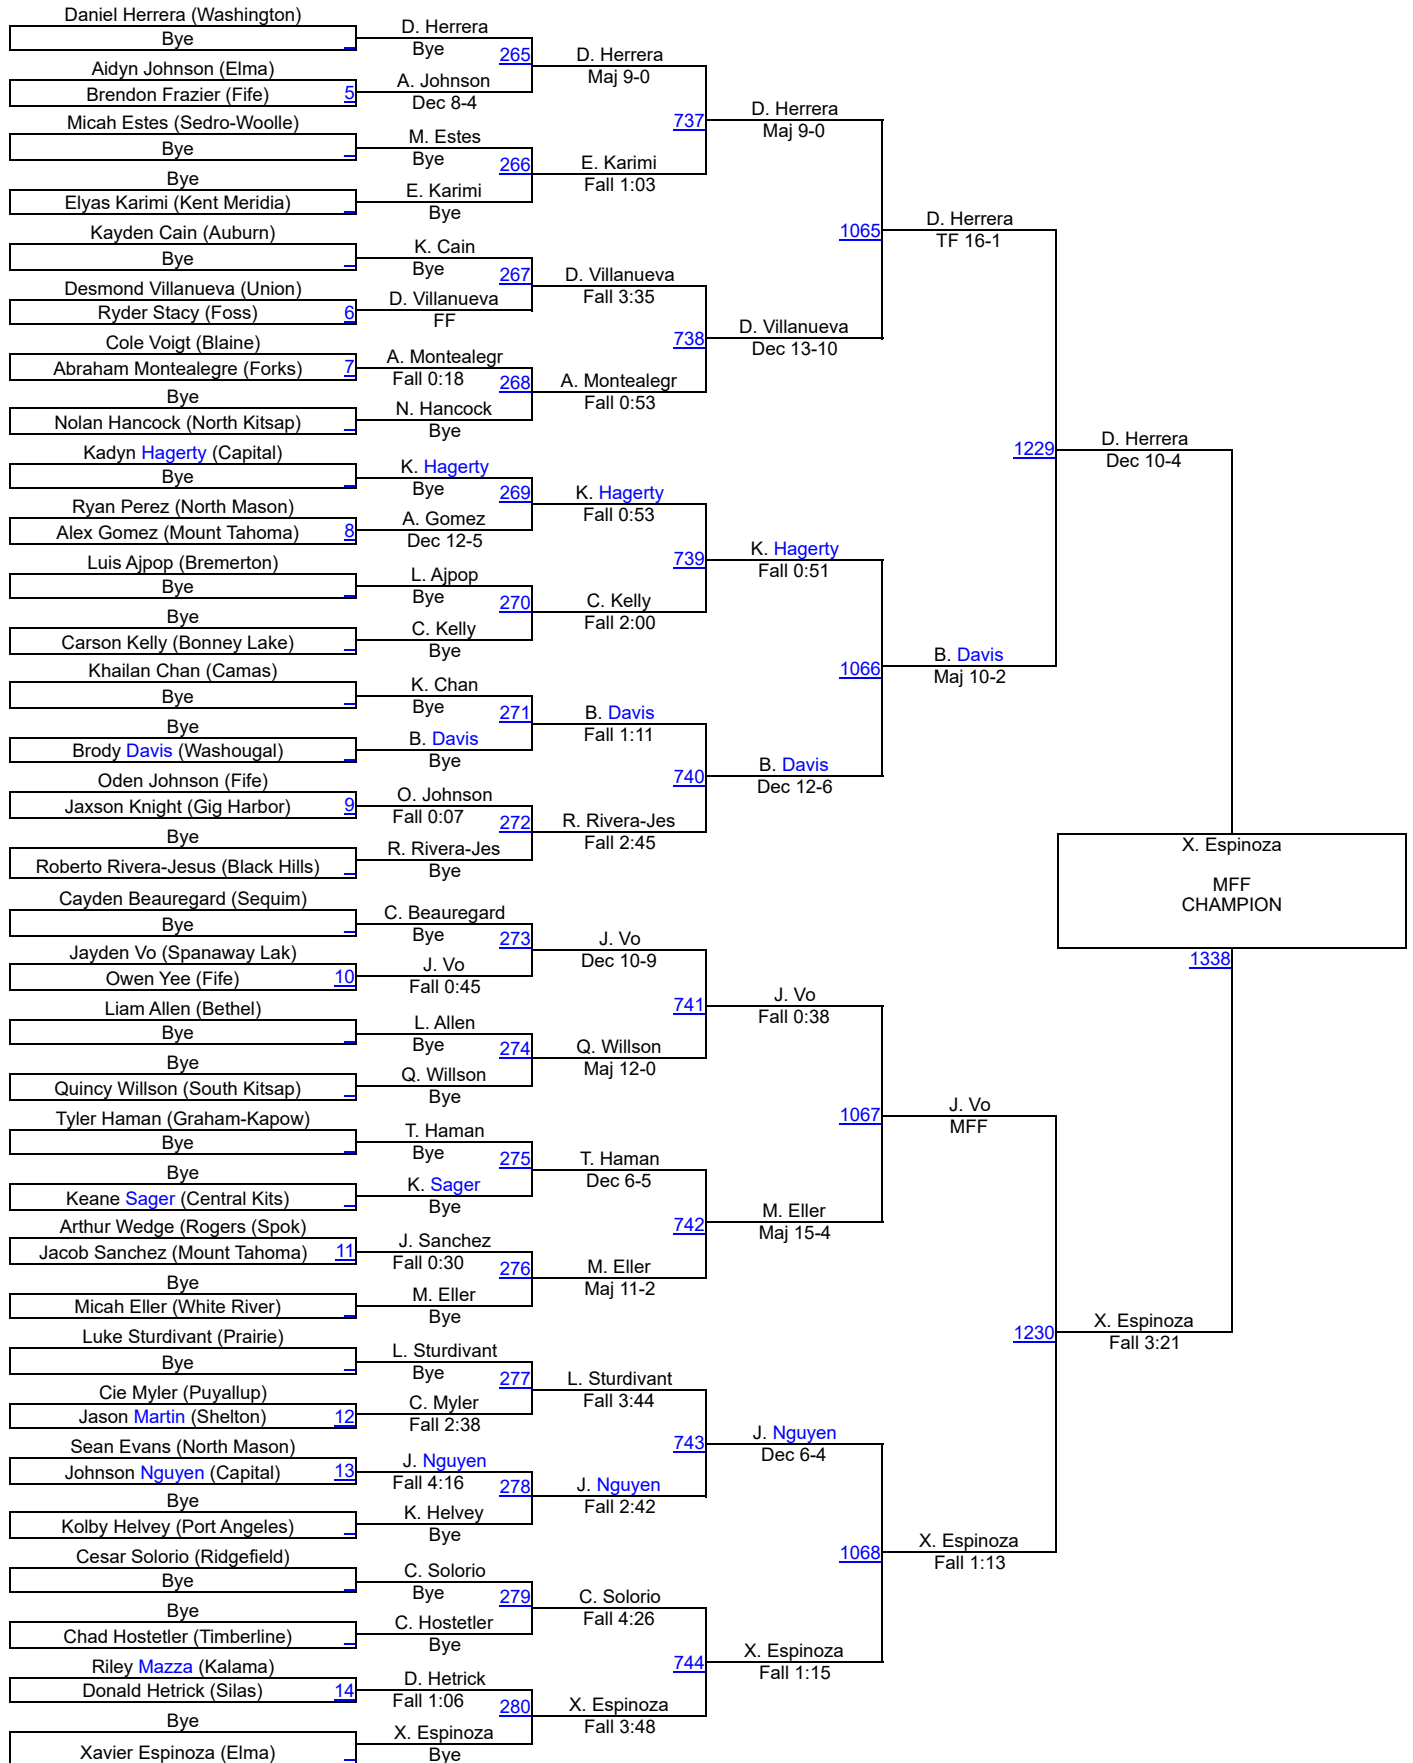 Daniel Herrera (Washington)
Bye
Aidyn Johnson (Elma)
Brendon Frazier (Fife) 5
Micah Estes (Sedro-Woolle)
Bye
Bye
Elyas Karimi (Kent Meridia)
Kayden Cain (Auburn)
Bye
Desmond Villanueva (Union)
Ryder Stacy (Foss) 6
Cole Voigt (Blaine)
Abraham Montealegre (Forks) 7
Bye
Nolan Hancock (North Kitsap)
Kadyn Hagerty (Capital)
Bye
Ryan Perez (North Mason)
Alex Gomez (Mount Tahoma) 8
Luis Ajpop (Bremerton)
Bye
Bye
Carson Kelly (Bonney Lake)
Khailan Chan (Camas)
Bye
Bye
Brody Davis (Washougal)
Oden Johnson (Fife)
Jaxson Knight (Gig Harbor) 9
Bye
Roberto Rivera-Jesus (Black Hills)
Cayden Beauregard (Sequim)
Bye
Jayden Vo (Spanaway Lak)
Owen Yee (Fife) 10
Liam Allen (Bethel)
Bye
Bye
Quincy Willson (South Kitsap)
Tyler Haman (Graham-Kapow)
Bye
Bye
Keane Sager (Central Kits)
Arthur Wedge (Rogers (Spok)
Jacob Sanchez (Mount Tahoma) 11
Bye
Micah Eller (White River)
Luke Sturdivant (Prairie)
Bye
Cie Myler (Puyallup)
Jason Martin (Shelton) 12
Sean Evans (North Mason)
Johnson Nguyen (Capital) 13
Bye
Kolby Helvey (Port Angeles)
Cesar Solorio (Ridgefield)
Bye
Bye
Chad Hostetler (Timberline)
Riley Mazza (Kalama)
Donald Hetrick (Silas) 14
Bye
Xavier Espinoza (Elma)
D. Herrera
Bye
265
A. Johnson
Dec 8-4
M. Estes
Bye
266
E. Karimi
Bye
K. Cain
Bye
267
D. Villanueva
FF
A. Montealegr
Fall 0:18
268
N. Hancock
Bye
K. Hagerty
Bye
269
A. Gomez
Dec 12-5
L. Ajpop
Bye
270
C. Kelly
Bye
K. Chan
Bye
271
B. Davis
Bye
O. Johnson
Fall 0:07
272
R. Rivera-Jes
Bye
C. Beauregard
Bye
273
J. Vo
Fall 0:45
L. Allen
Bye
274
Q. Willson
Bye
T. Haman
Bye
275
K. Sager
Bye
J. Sanchez
Fall 0:30
276
M. Eller
Bye
L. Sturdivant
Bye
277
C. Myler
Fall 2:38
J. Nguyen
Fall 4:16
278
K. Helvey
Bye
C. Solorio
Bye
279
C. Hostetler
Bye
D. Hetrick
Fall 1:06
280
X. Espinoza
Bye
D. Herrera
Maj 9-0
737
E. Karimi
Fall 1:03
D. Villanueva
Fall 3:35
738
A. Montealegr
Fall 0:53
K. Hagerty
Fall 0:53
739
C. Kelly
Fall 2:00
B. Davis
Fall 1:11
740
R. Rivera-Jes
Fall 2:45
J. Vo
Dec 10-9
741
Q. Willson
Maj 12-0
T. Haman
Dec 6-5
742
M. Eller
Maj 11-2
L. Sturdivant
Fall 3:44
743
J. Nguyen
Fall 2:42
C. Solorio
Fall 4:26
744
X. Espinoza
Fall 3:48
D. Herrera
Maj 9-0
1065
D. Villanueva
Dec 13-10
K. Hagerty
Fall 0:51
1066
B. Davis
Dec 12-6
J. Vo
Fall 0:38
1067
M. Eller
Maj 15-4
J. Nguyen
Dec 6-4
1068
X. Espinoza
Fall 1:15
D. Herrera
TF 16-1
1229
B. Davis
Maj 10-2
J. Vo
MFF
1230
X. Espinoza
Fall 1:13
D. Herrera
Dec 10-4
X. Espinoza
Fall 3:21
X. Espinoza
MFF
CHAMPION
1338